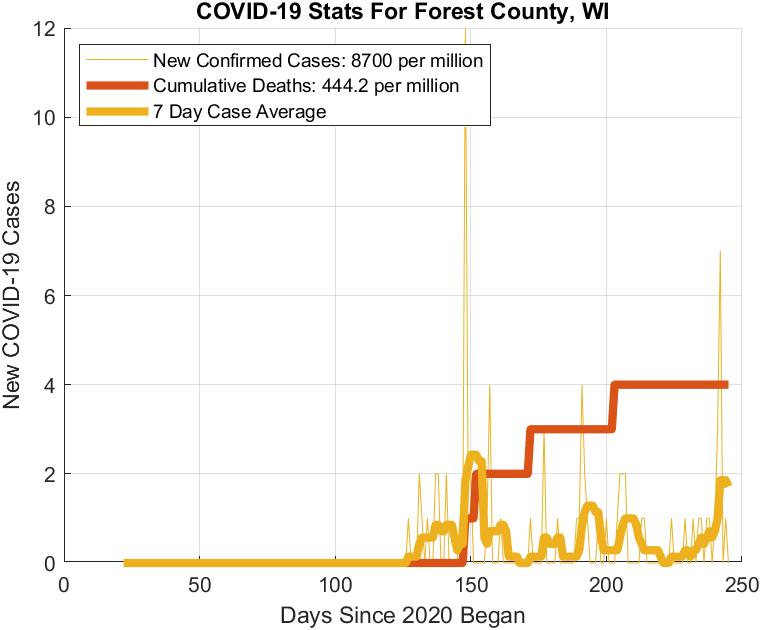 COVID-19 Stats For Forest County, WI
New Confirmed Cases: 8700 per million
Cumulative Deaths: 444.2 per million
7 Day Case Average
New COVID-19 Cases
12
10
8
6
4
2
0
0 50 100 150 200 250
Days Since 2020 Began